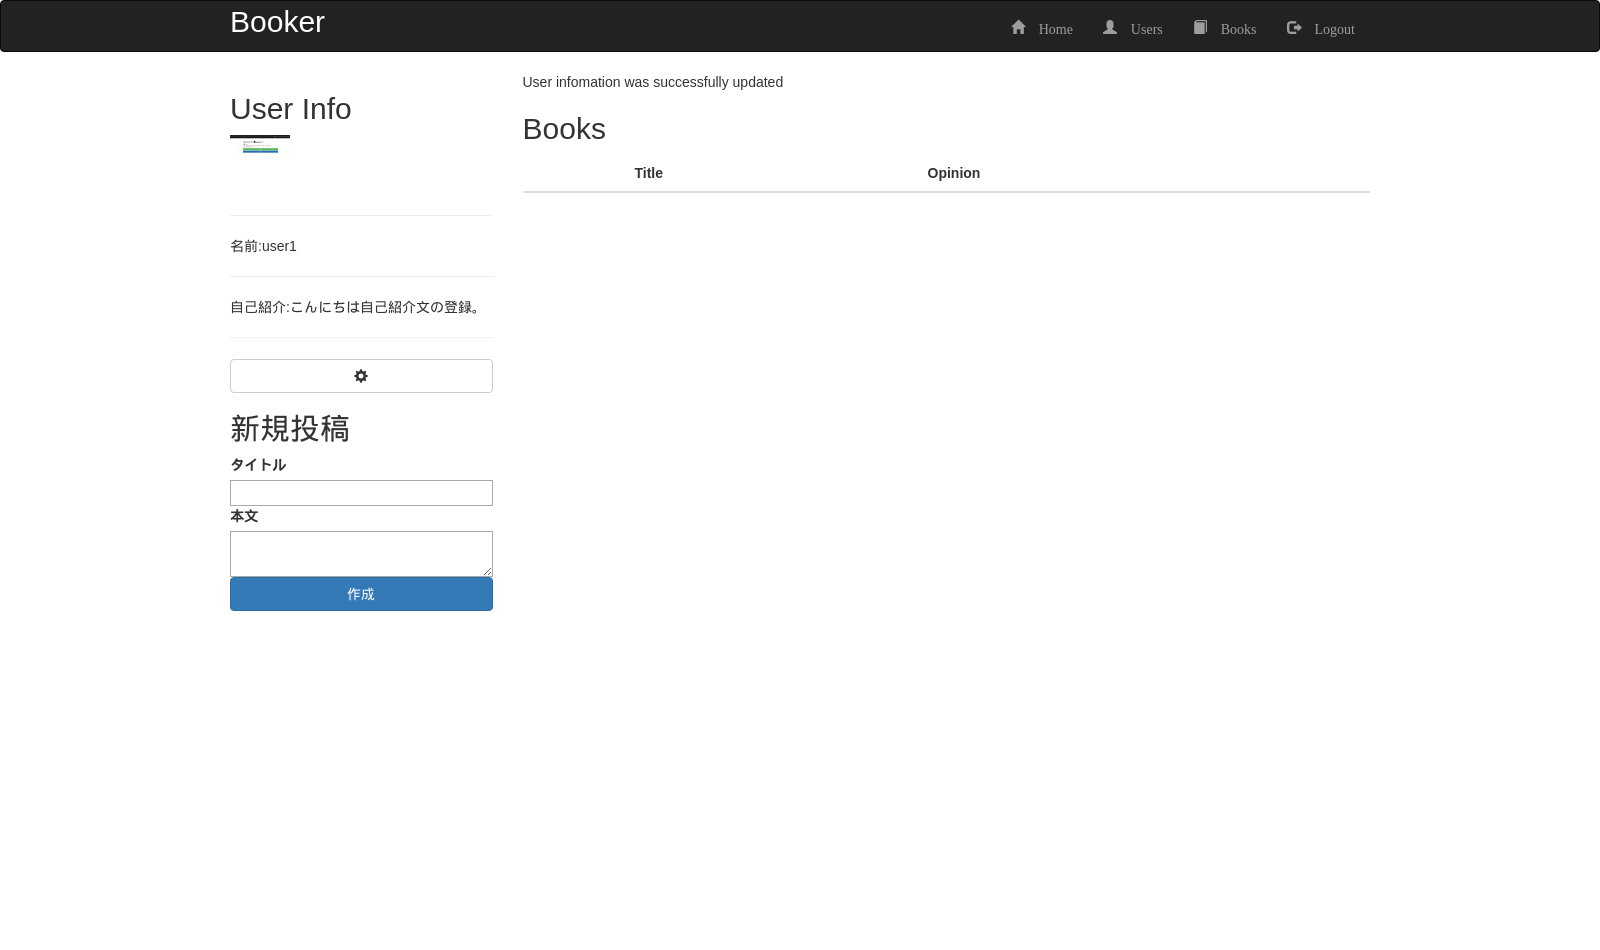 Booker
Home Users Books Logout
User Info
名前:user1
自己紹介:こんにちは自己紹介文の登録。
新規投稿
タイトル
本文
作成
User infomation was successfully updated
Books
Title Opinion